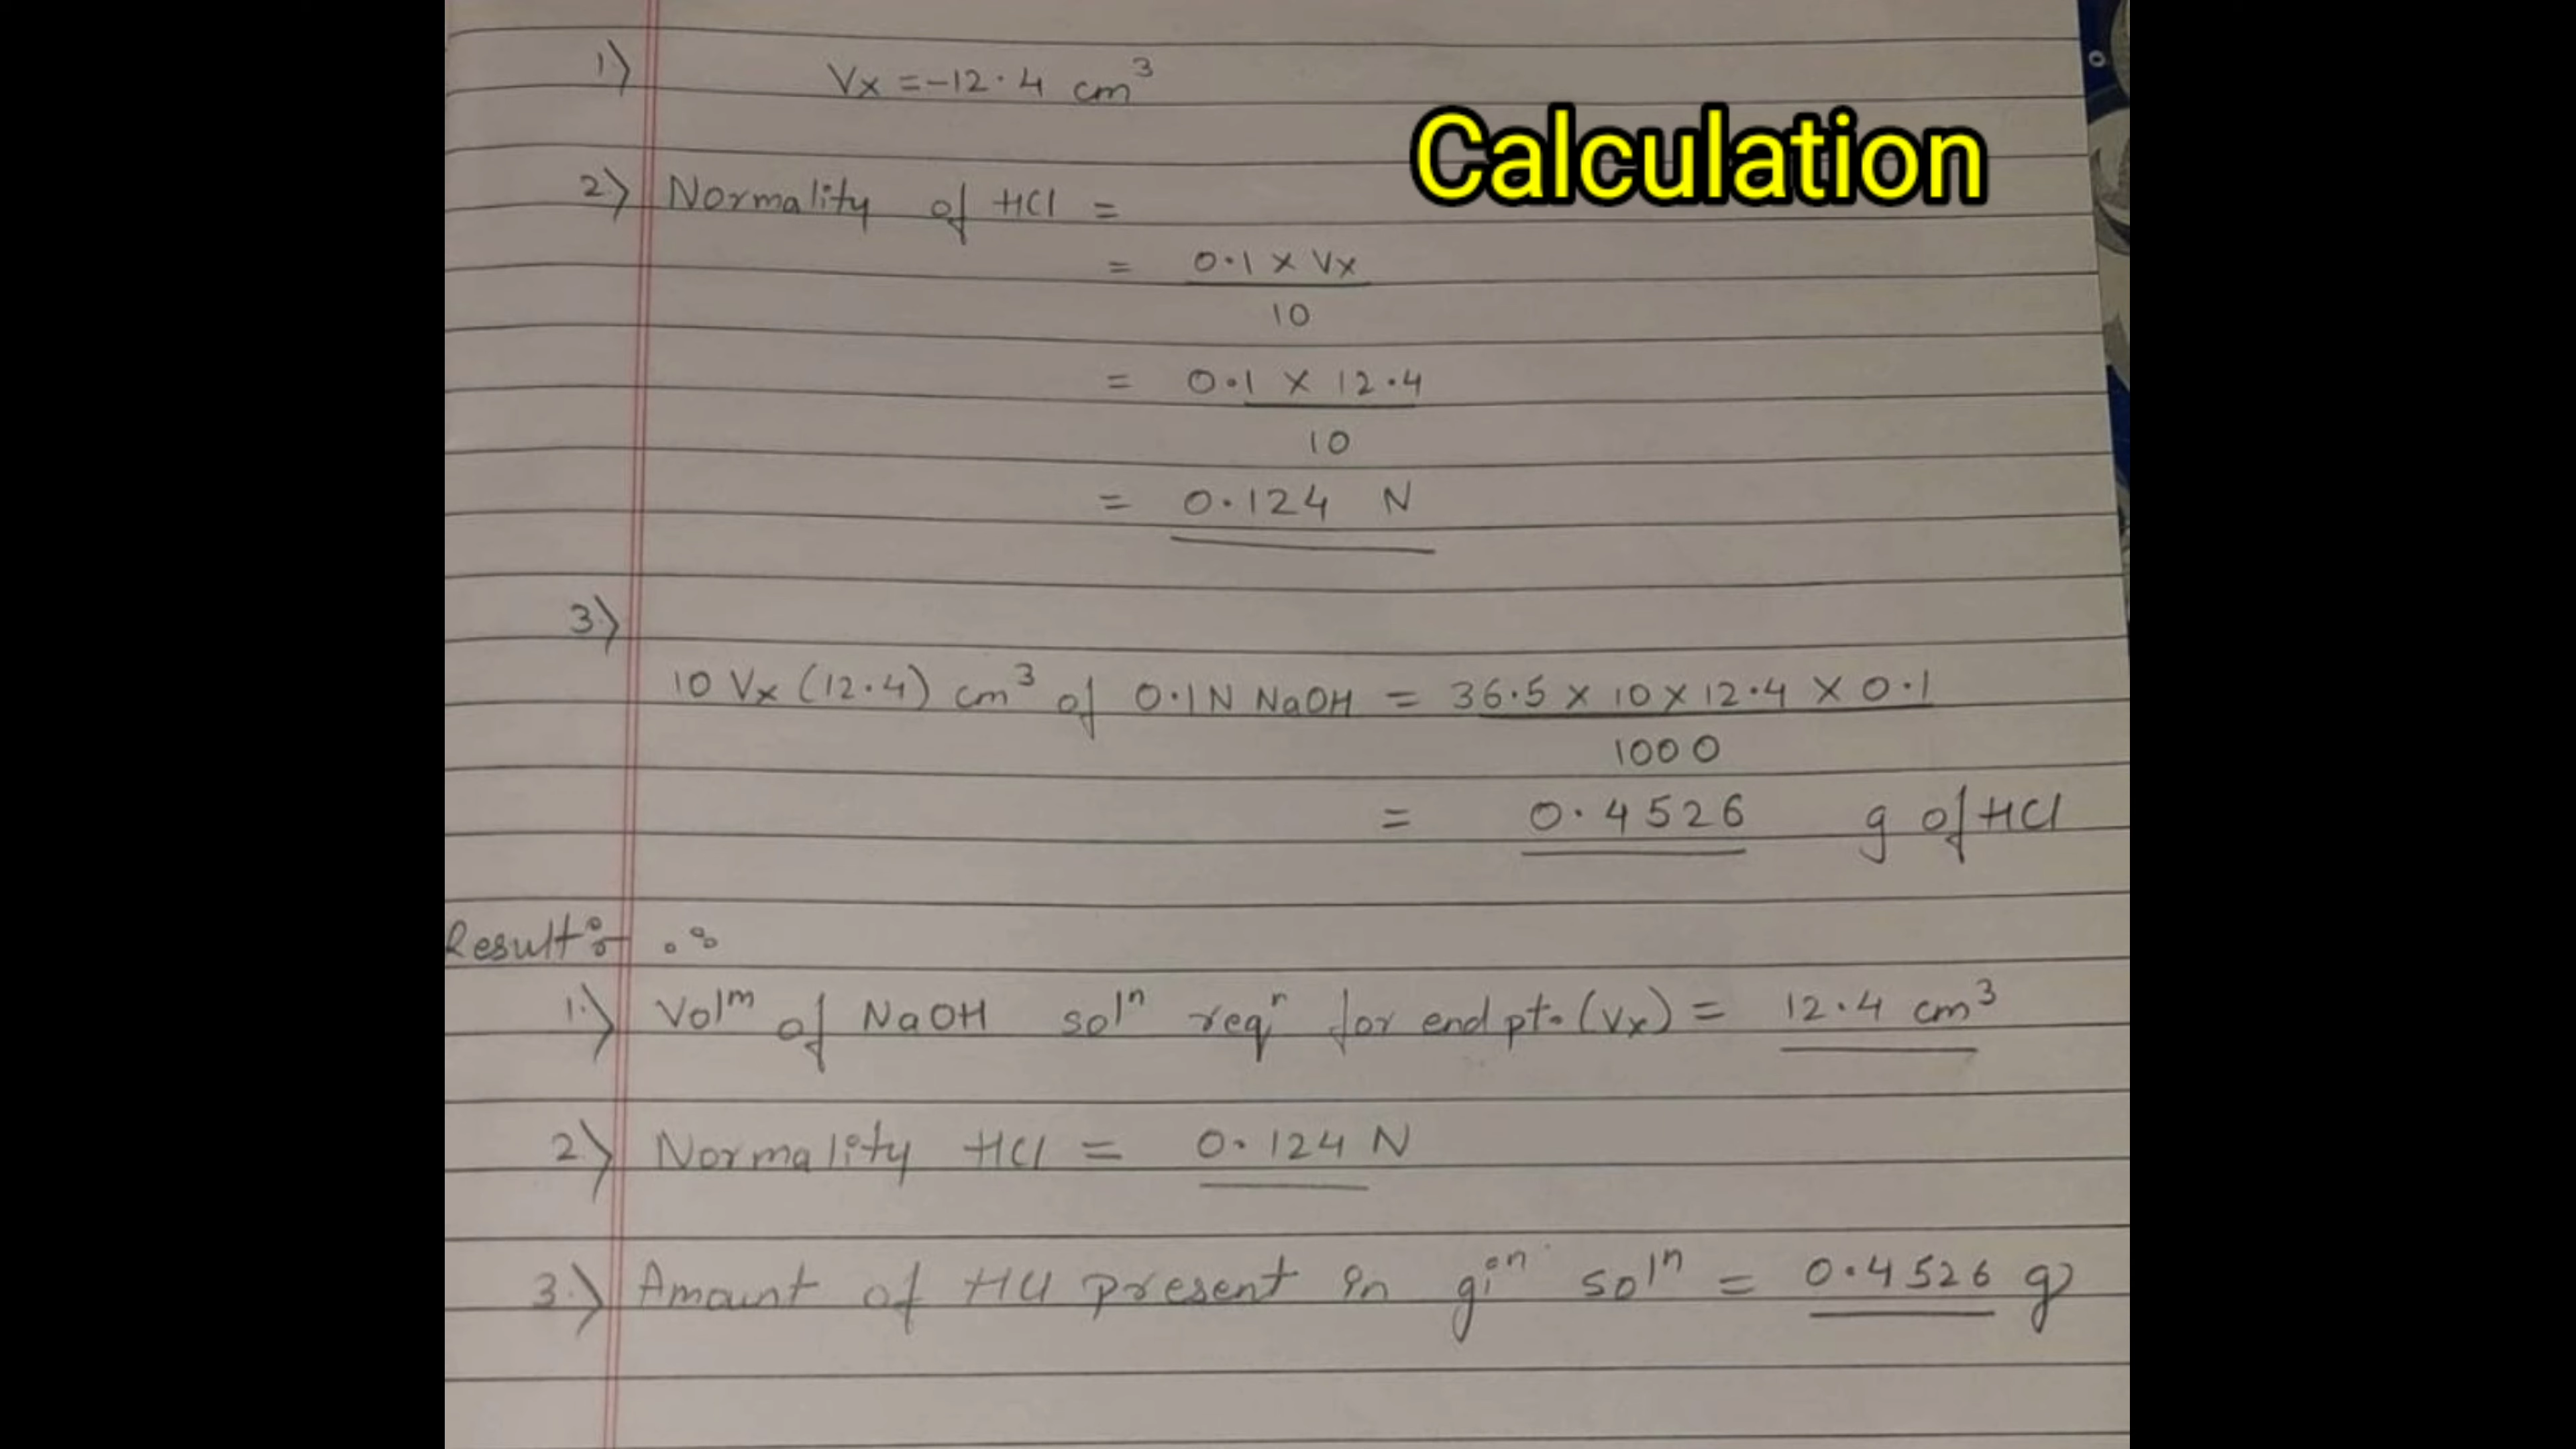 1) Vx =-12.4 cm³
Calculation
2) Normality of HCl =
= 0.1 x Vx
10
= 0.1 x 12.4
10
= 0.124 N
3)
10 Vx (12.4) cm³ of 0.1N NaOH = 36.5 x 10 x 12.4 x 0.1
1000
= 0.4526 g of HCl
Result :-
1) Volᵐ of NaOH solⁿ reqʳ for end pt. (Vx) = 12.4 cm³
2) Normality HCl = 0.124 N
3) Amount of HCl present in giⁿ solⁿ = 0.4526 g